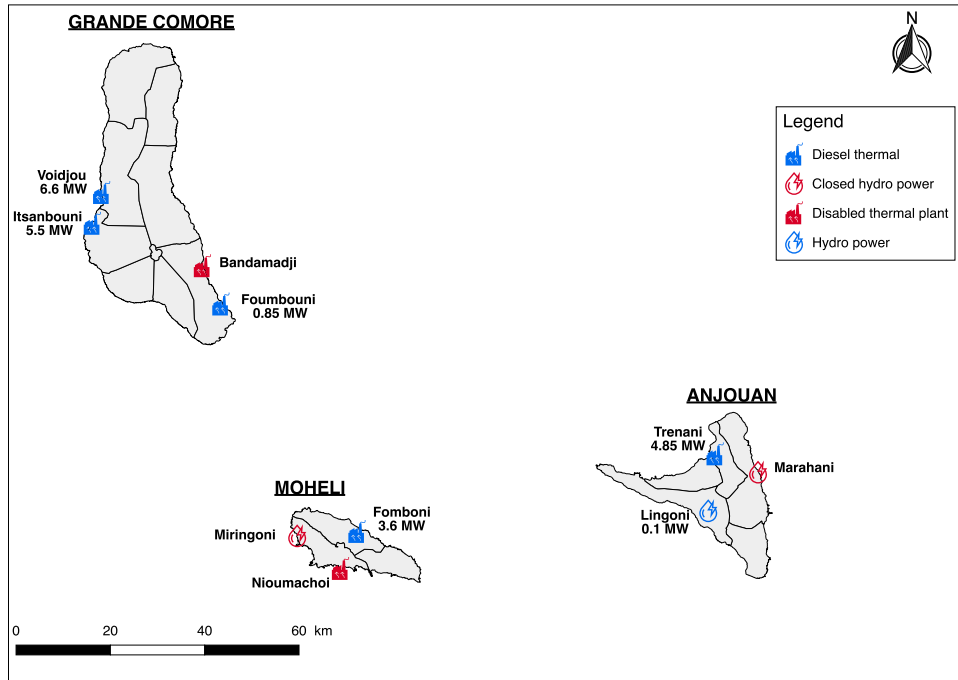 GRANDE COMORE
N
Legend
Diesel thermal
Closed hydro power
Disabled thermal plant
Hydro power
Voidjou
6.6 MW
Itsanbouni
5.5 MW
Bandamadji
Foumbouni
0.85 MW
ANJOUAN
Trenani
4.85 MW
Marahani
Lingoni
0.1 MW
MOHELI
Fomboni
3.6 MW
Miringoni
Nioumachoi
0 20 40 60 km